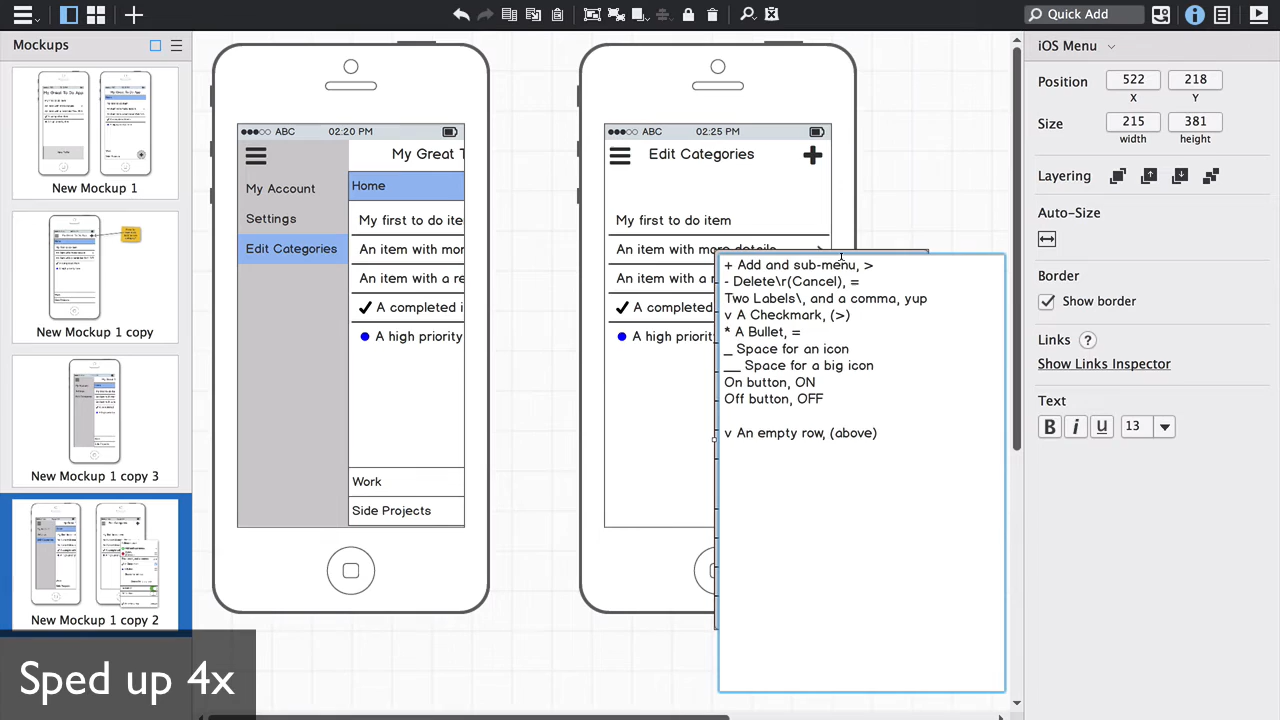 Quick Add
Mockups
New Mockup 1
New Mockup 1 copy
New Mockup 1 copy 3
New Mockup 1 copy 2
Sped up 4x
ABC
02:20 PM
My Great T
My Account
Settings
Edit Categories
Home
My first to do ite
An item with mor
An item with a re
A completed i
A high priority
Work
Side Projects
ABC
02:25 PM
Edit Categories
My first to do item
An item with more details
An item with a r
A completed
A high priori
+ Add and sub-menu, >
- Delete\r(Cancel), =
Two Labels\, and a comma, yup
v A Checkmark, (>)
* A Bullet, =
_ Space for an icon
__ Space for a big icon
On button, ON
Off button, OFF
v An empty row, (above)
iOS Menu
Position
522
218
X
Y
Size
215
381
width
height
Layering
Auto-Size
Border
Show border
Links ?
Show Links Inspector
Text
B i U 13